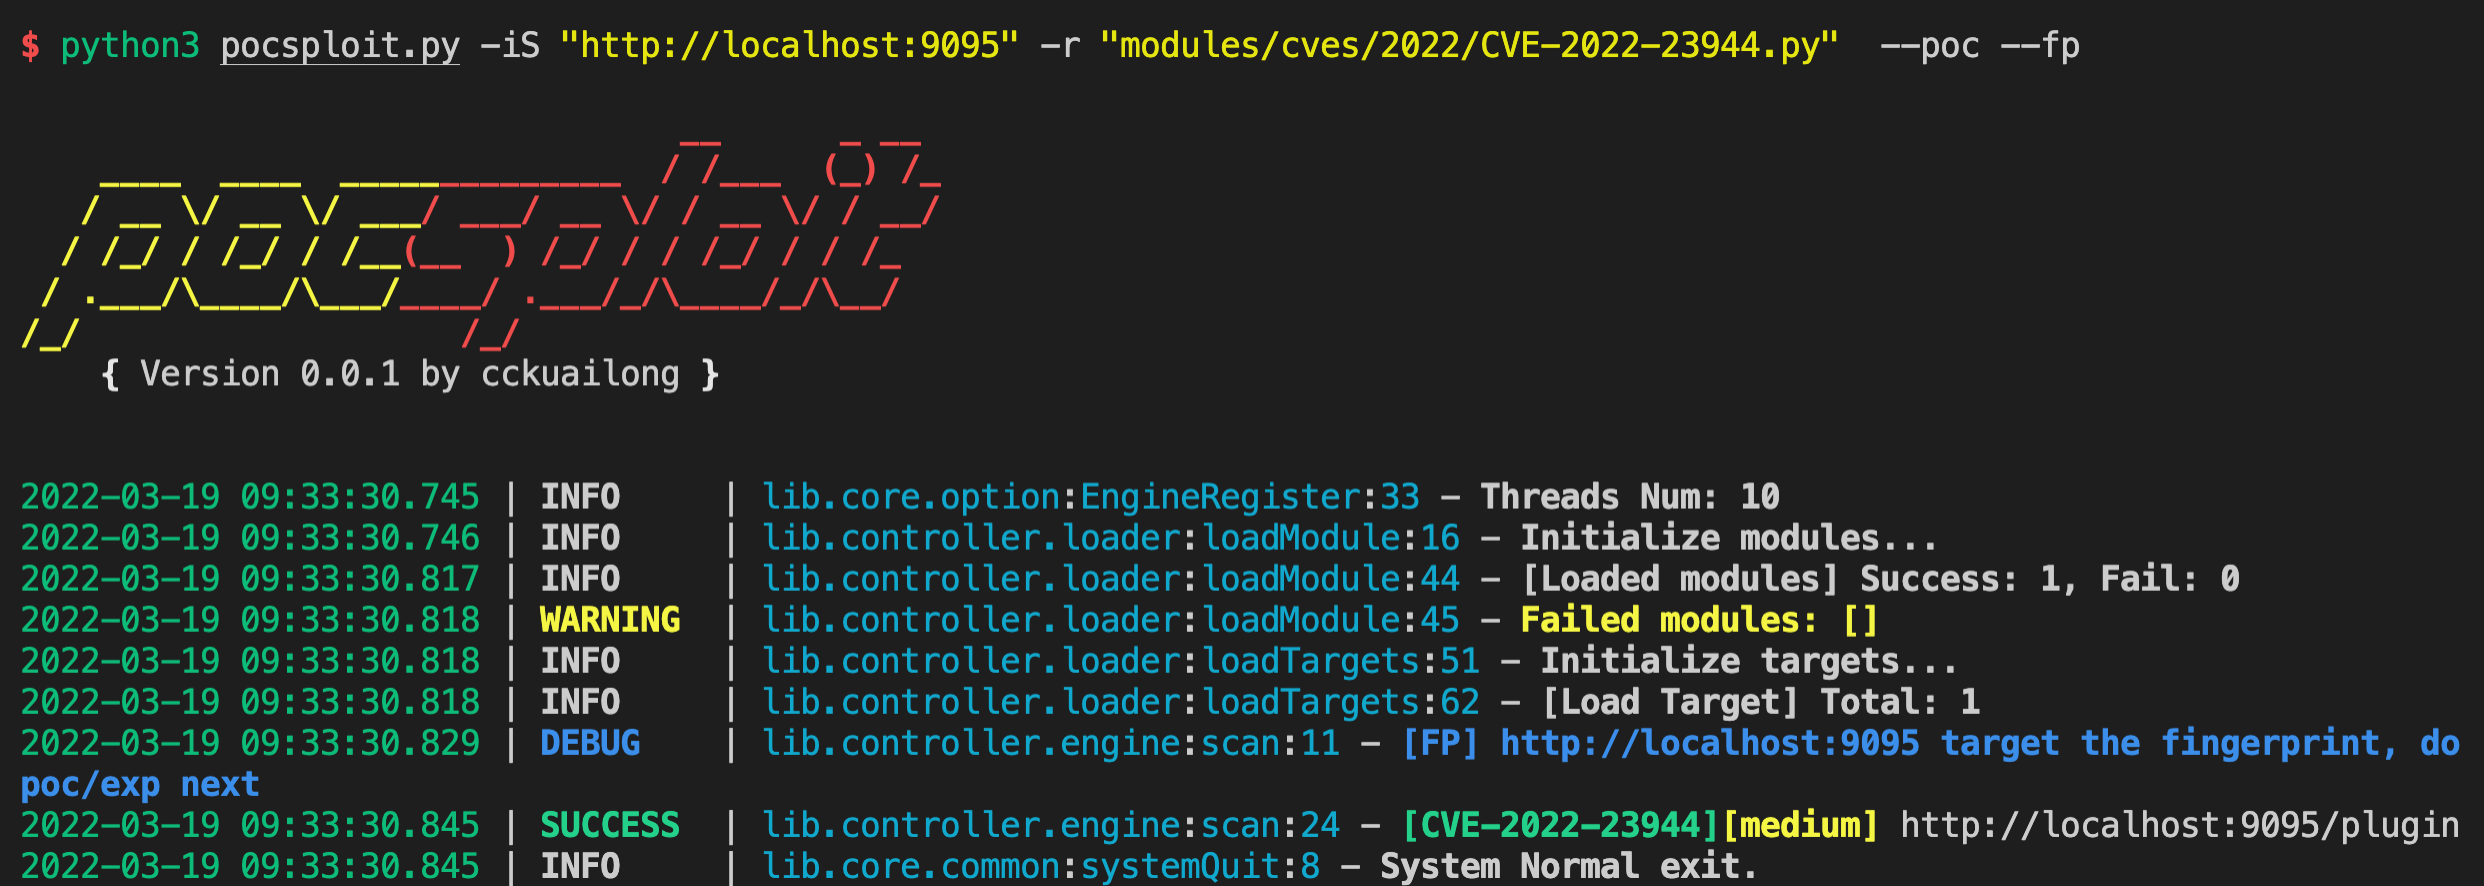 $ python3 pocsploit.py -iS "http://localhost:9095" -r "modules/cves/2022/CVE-2022-23944.py"  --poc --fp
pocsploit
{ Version 0.0.1 by cckuailong }
2022-03-19 09:33:30.745 | INFO     | lib.core.option:EngineRegister:33 - Threads Num: 10
2022-03-19 09:33:30.746 | INFO     | lib.controller.loader:loadModule:16 - Initialize modules...
2022-03-19 09:33:30.817 | INFO     | lib.controller.loader:loadModule:44 - [Loaded modules] Success: 1, Fail: 0
2022-03-19 09:33:30.818 | WARNING  | lib.controller.loader:loadModule:45 - Failed modules: []
2022-03-19 09:33:30.818 | INFO     | lib.controller.loader:loadTargets:51 - Initialize targets...
2022-03-19 09:33:30.818 | INFO     | lib.controller.loader:loadTargets:62 - [Load Target] Total: 1
2022-03-19 09:33:30.829 | DEBUG    | lib.controller.engine:scan:11 - [FP] http://localhost:9095 target the fingerprint, do
poc/exp next
2022-03-19 09:33:30.845 | SUCCESS  | lib.controller.engine:scan:24 - [CVE-2022-23944][medium] http://localhost:9095/plugin
2022-03-19 09:33:30.845 | INFO     | lib.core.common:systemQuit:8 - System Normal exit.